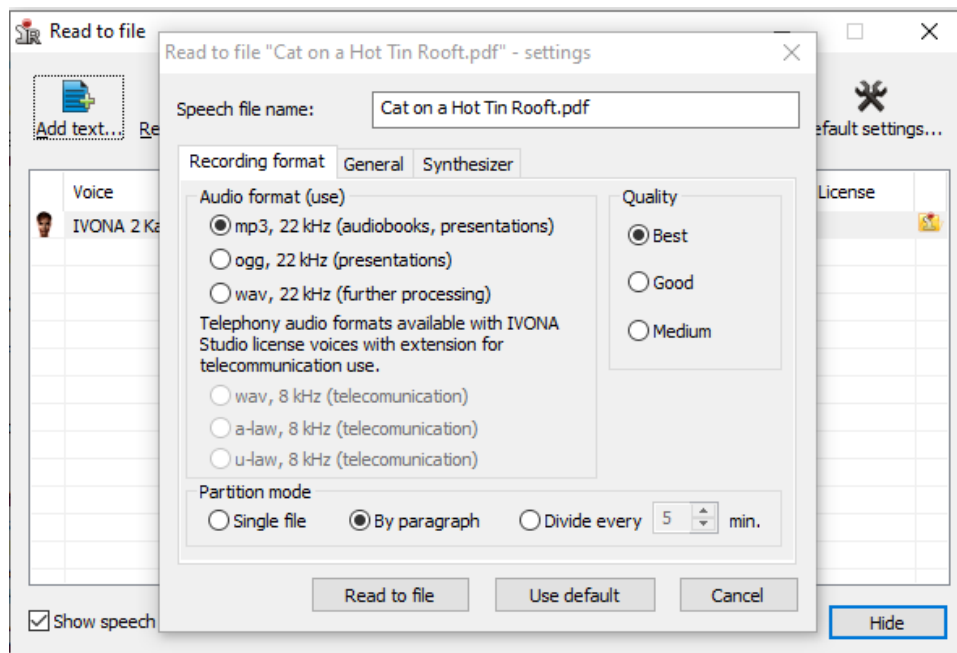 Read to file
Read to file "Cat on a Hot Tin Rooft.pdf" - settings
Speech file name:
Cat on a Hot Tin Rooft.pdf
Add text...
Re
efault settings...
Recording format
General
Synthesizer
Voice
License
IVONA 2 Ka
Audio format (use)
mp3, 22 kHz (audiobooks, presentations)
ogg, 22 kHz (presentations)
wav, 22 kHz (further processing)
Telephony audio formats available with IVONA
Studio license voices with extension for
telecommunication use.
wav, 8 kHz (telecomunication)
a-law, 8 kHz (telecomunication)
u-law, 8 kHz (telecomunication)
Quality
Best
Good
Medium
Partition mode
Single file
By paragraph
Divide every 5 min.
Read to file
Use default
Cancel
Show speech
Hide